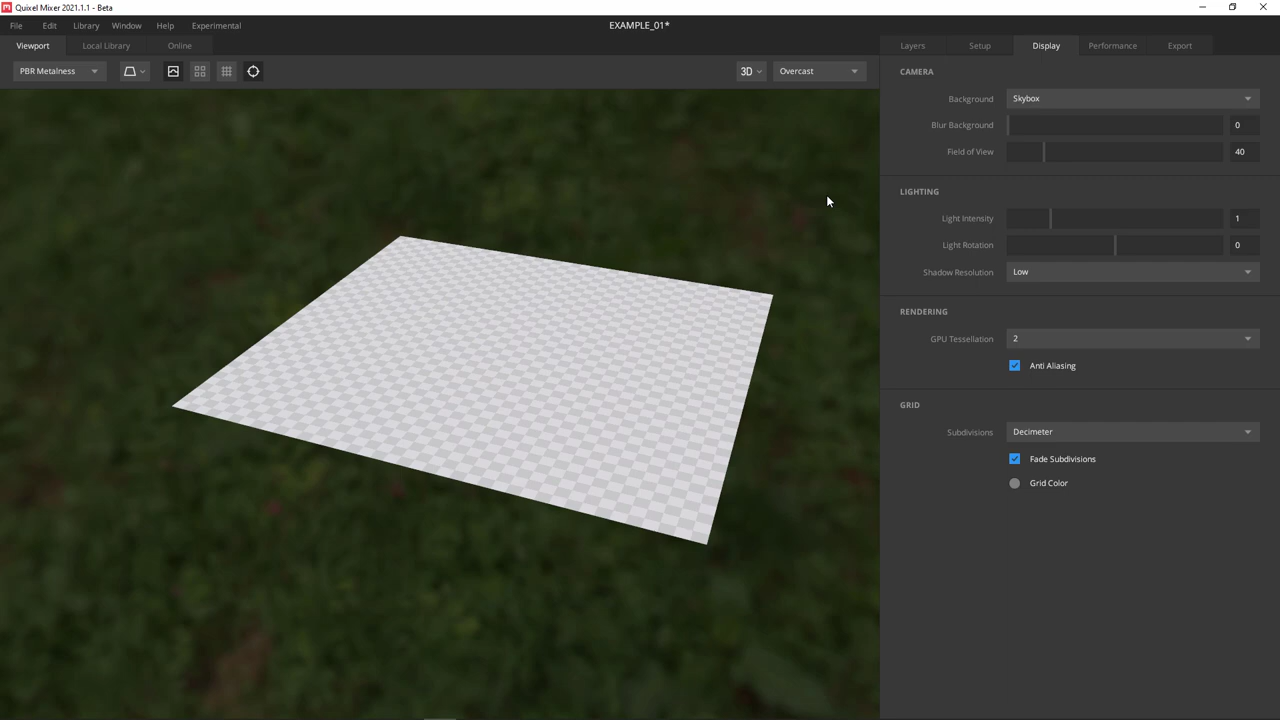 Quixel Mixer 2021.1.1 - Beta
File Edit Library Window Help Experimental
EXAMPLE_01*
Viewport Local Library Online
Layers Setup Display Performance Export
PBR Metalness
3D
Overcast
CAMERA
Background Skybox
Blur Background 0
Field of View 40
LIGHTING
Light Intensity 1
Light Rotation 0
Shadow Resolution Low
RENDERING
GPU Tessellation 2
Anti Aliasing
GRID
Subdivisions Decimeter
Fade Subdivisions
Grid Color